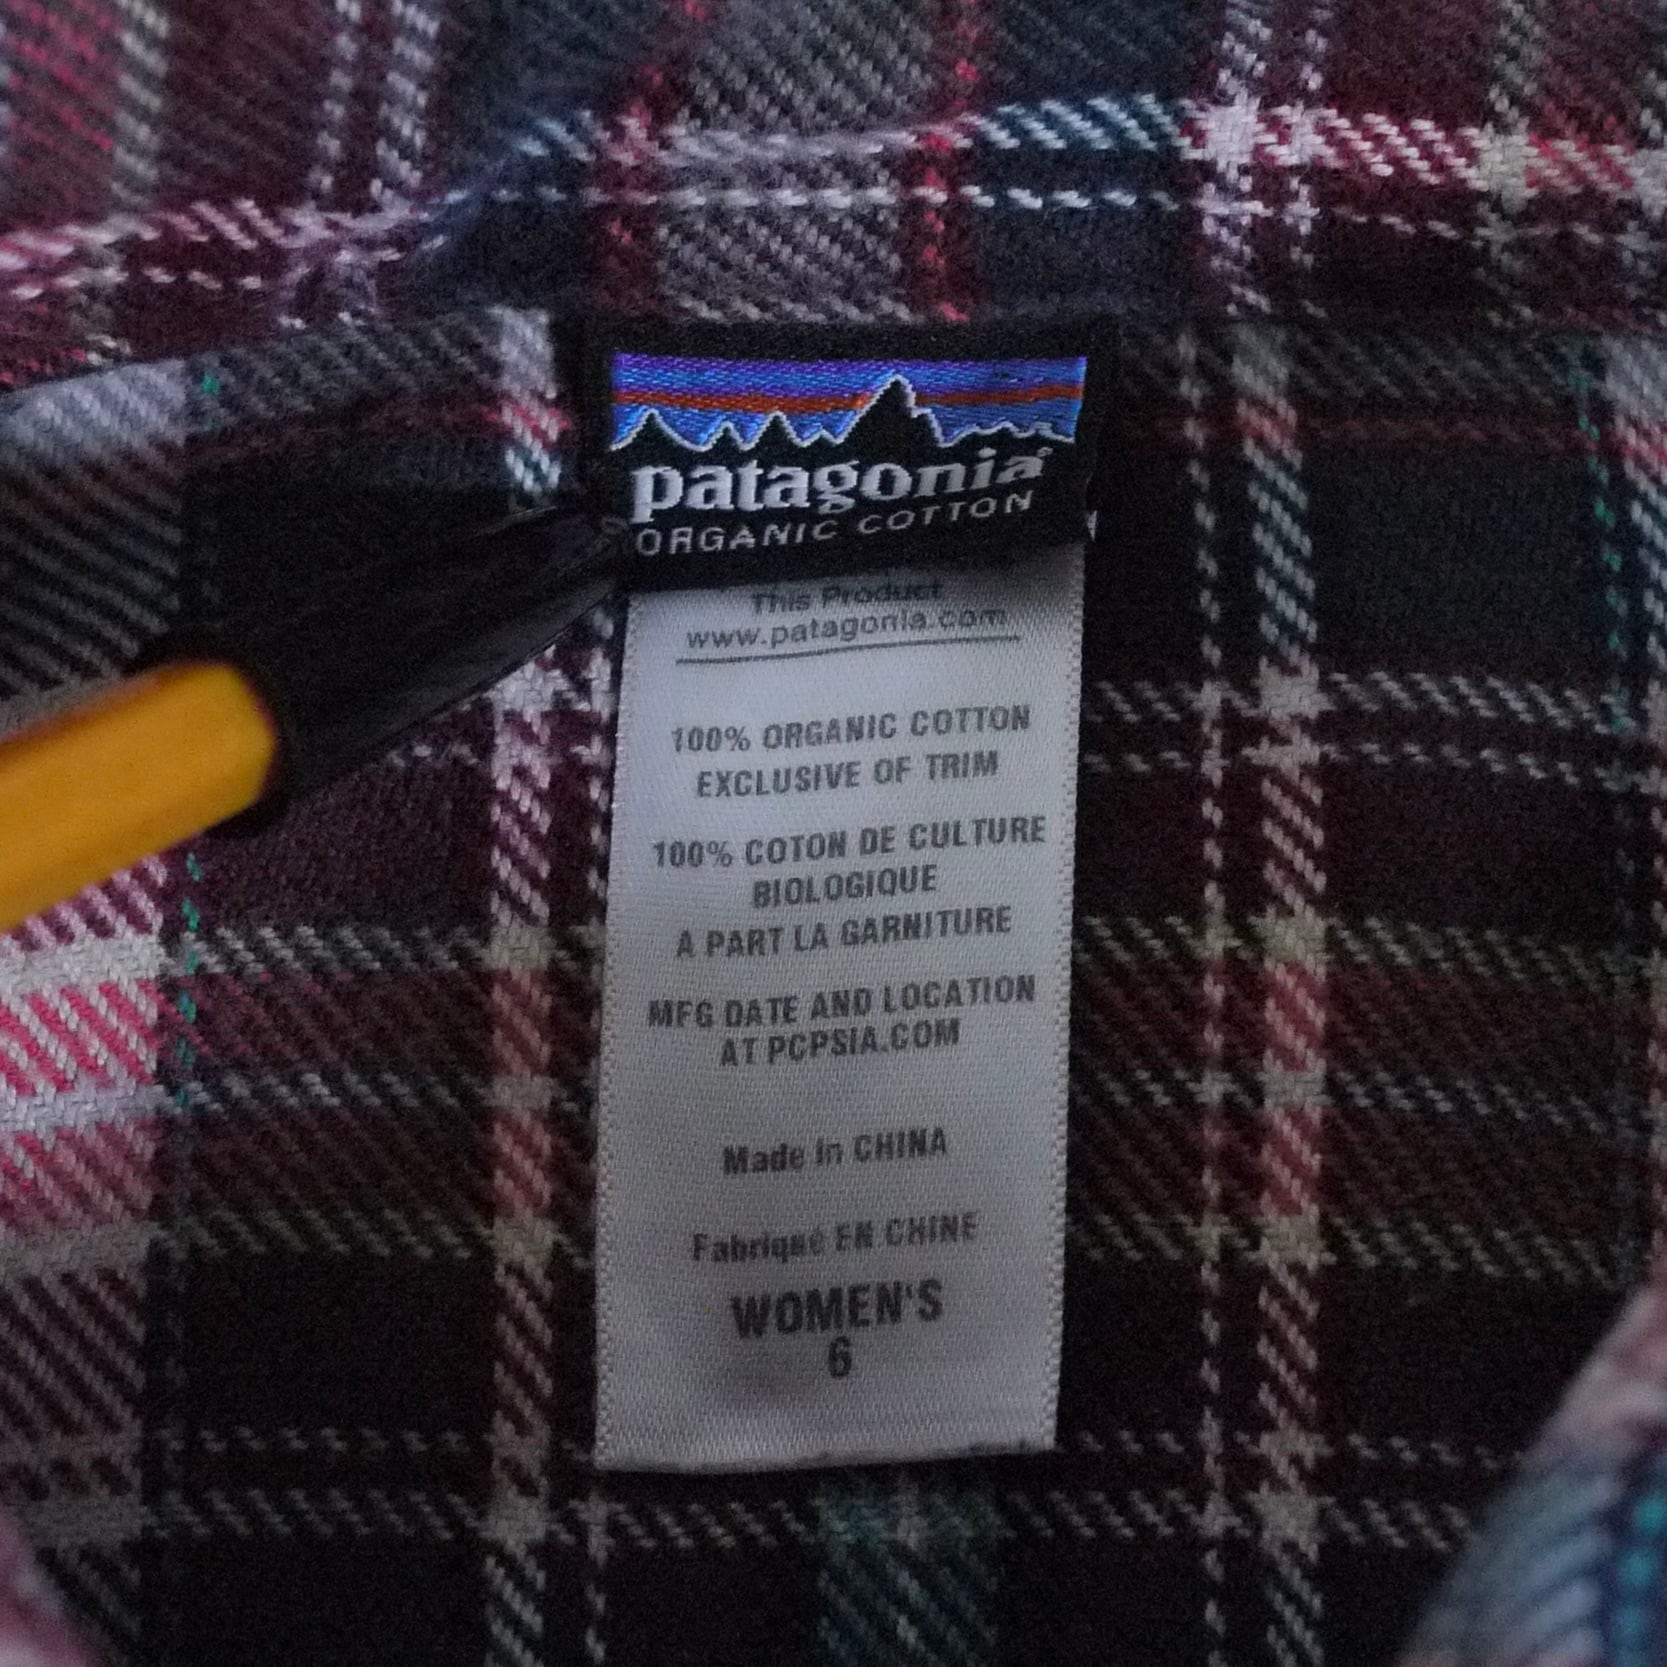 patagonia®
ORGANIC COTTON
This Product
www.patagonia.com
100% ORGANIC COTTON
EXCLUSIVE OF TRIM
100% COTON DE CULTURE
BIOLOGIQUE
À PART LA GARNITURE
MFG DATE AND LOCATION
AT PCPSIA.COM
Made in CHINA
Fabriqué EN CHINE
WOMEN'S
6